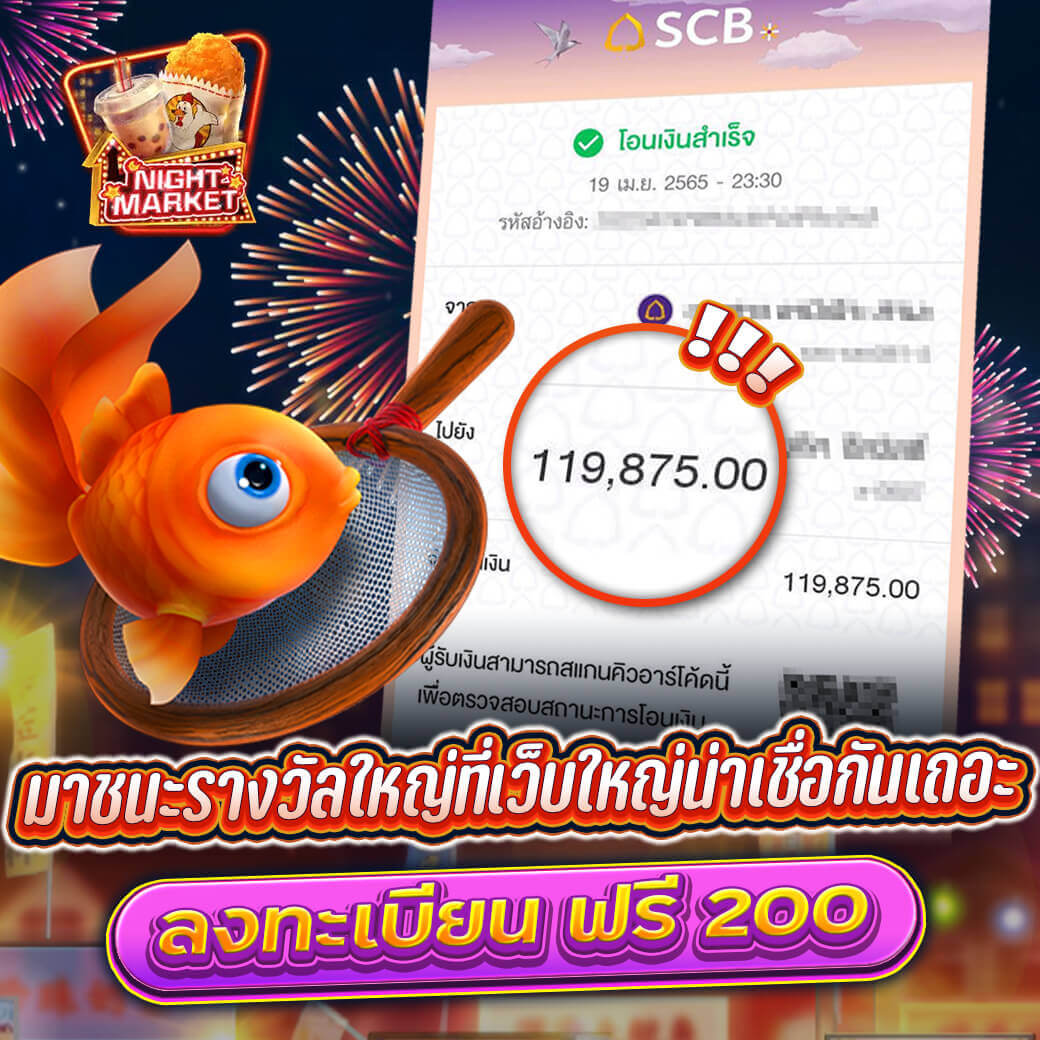 NIGHT
MARKET
SCB
โอนเงินสำเร็จ
19 เม.ย. 2565 - 23:30
รหัสอ้างอิง:
!!!
ไปยัง
119,875.00
119,875.00
ผู้รับเงินสามารถสแกนคิวอาร์โค้ดนี้
เพื่อตรวจสอบสถานะการโอนเงิน
มาชนะรางวัลใหญ่ที่เว็บใหญ่น่าเชื่อกันเถอะ
ลงทะเบียน ฟรี 200